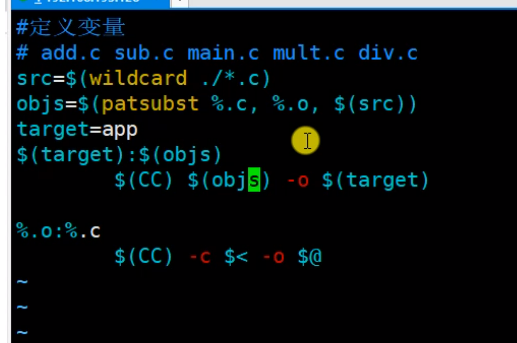 #定义变量
# add.c sub.c main.c mult.c div.c
src=$(wildcard ./*.c)
objs=$(patsubst %.c, %.o, $(src))
target=app
$(target):$(objs)
$(CC) $(objs) -o $(target)
%.o:%.c
$(CC) -c $< -o $@
~
~
~